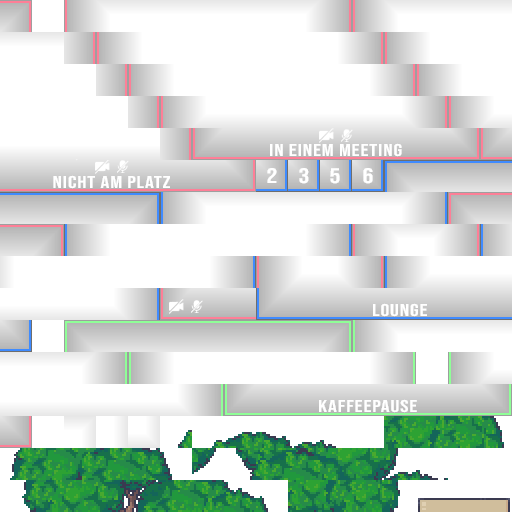 IN EINEM MEETING
NICHT AM PLATZ
2 3 5 6
LOUNGE
KAFFEEPAUSE